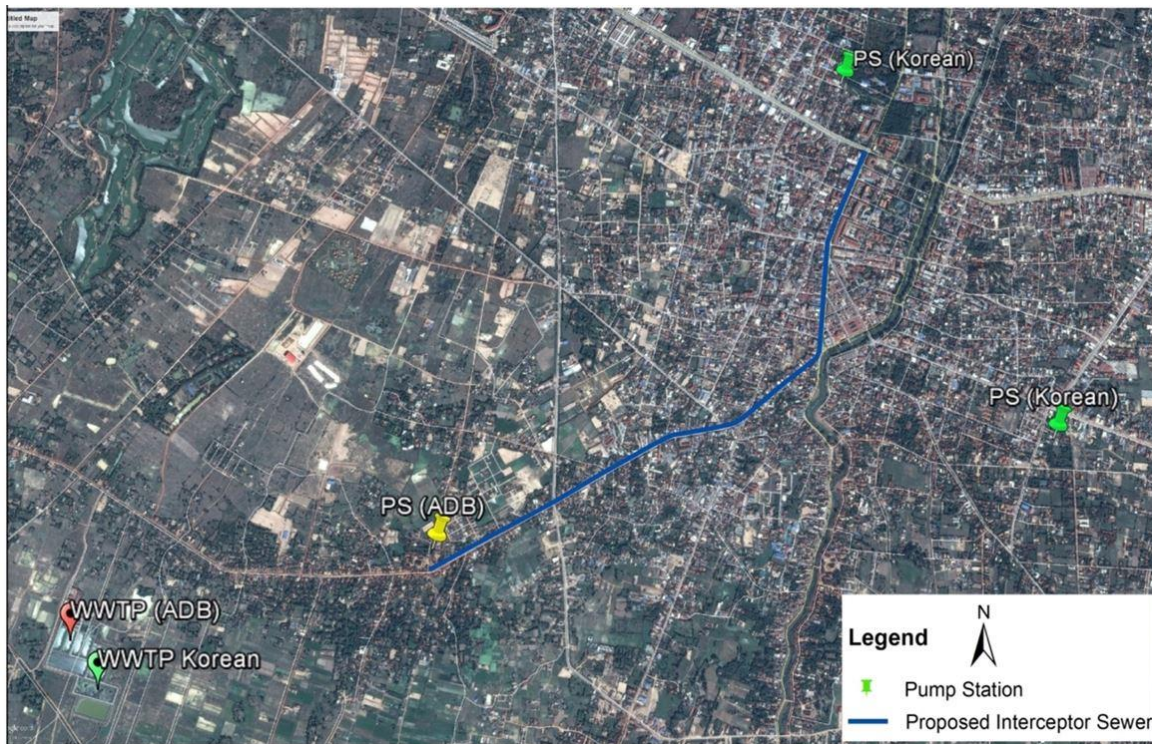 PS (Korean)
PS (Korean)
PS (ADB)
WWTP (ADB)
WWTP Korean
N
Legend
Pump Station
Proposed Interceptor Sewer